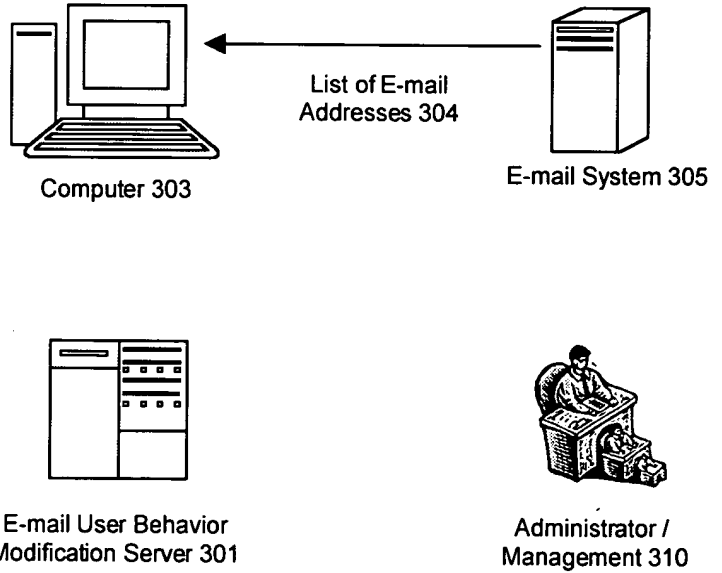 List of E-mail
Addresses 304
Computer 303
E-mail System 305
E-mail User Behavior
Modification Server 301
Administrator /
Management 310